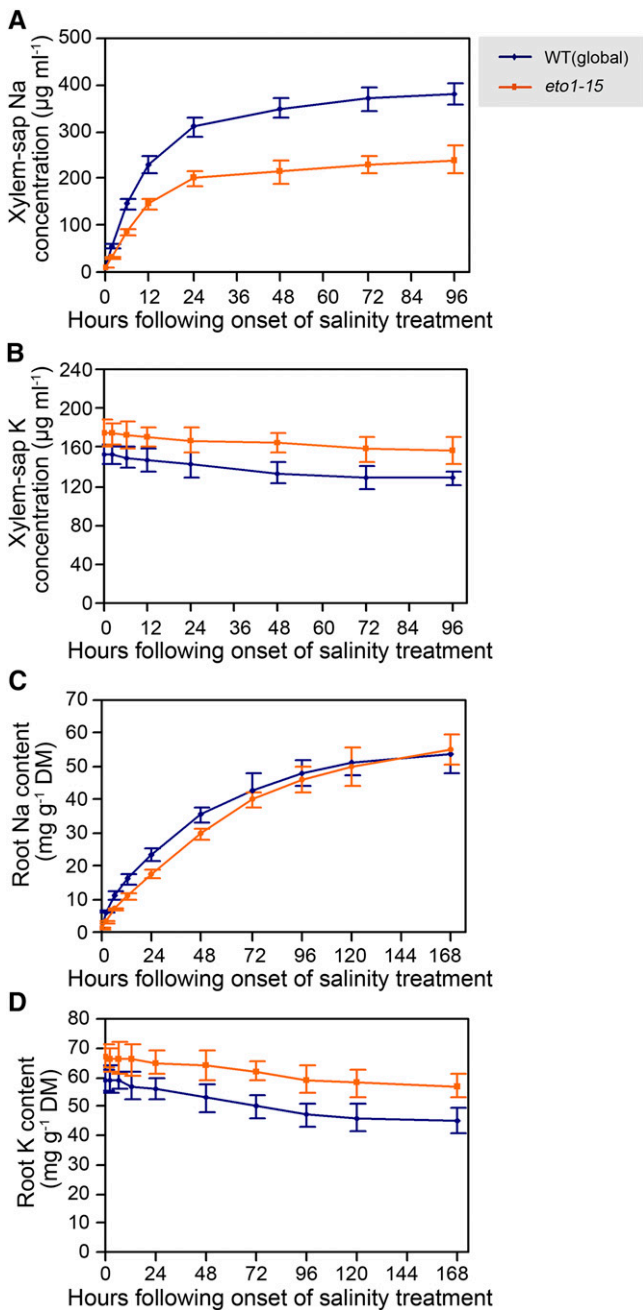 A
WT(global)
eto1-15
Xylem-sap Na
concentration (µg ml⁻¹)
500
400
300
200
100
0
0 12 24 36 48 60 72 84 96
Hours following onset of salinity treatment
B
Xylem-sap K
concentration (µg ml⁻¹)
240
200
160
120
80
40
0
0 12 24 36 48 60 72 84 96
Hours following onset of salinity treatment
C
Root Na content
(mg g⁻¹ DM)
70
60
50
40
30
20
10
0
0 24 48 72 96 120 144 168
Hours following onset of salinity treatment
D
Root K content
(mg g⁻¹ DM)
80
70
60
50
40
30
20
10
0
0 24 48 72 96 120 144 168
Hours following onset of salinity treatment